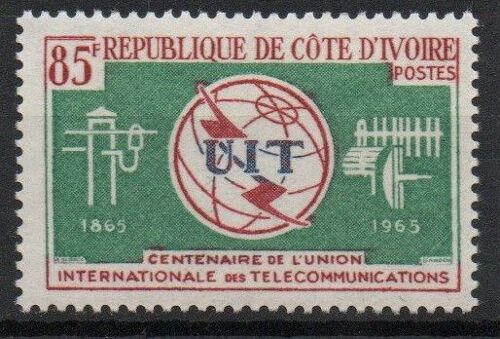 85F REPUBLIQUE DE CÔTE D'IVOIRE
POSTES
UIT
1865 1965
CENTENAIRE DE L'UNION
INTERNATIONALE DES TELECOMMUNICATIONS